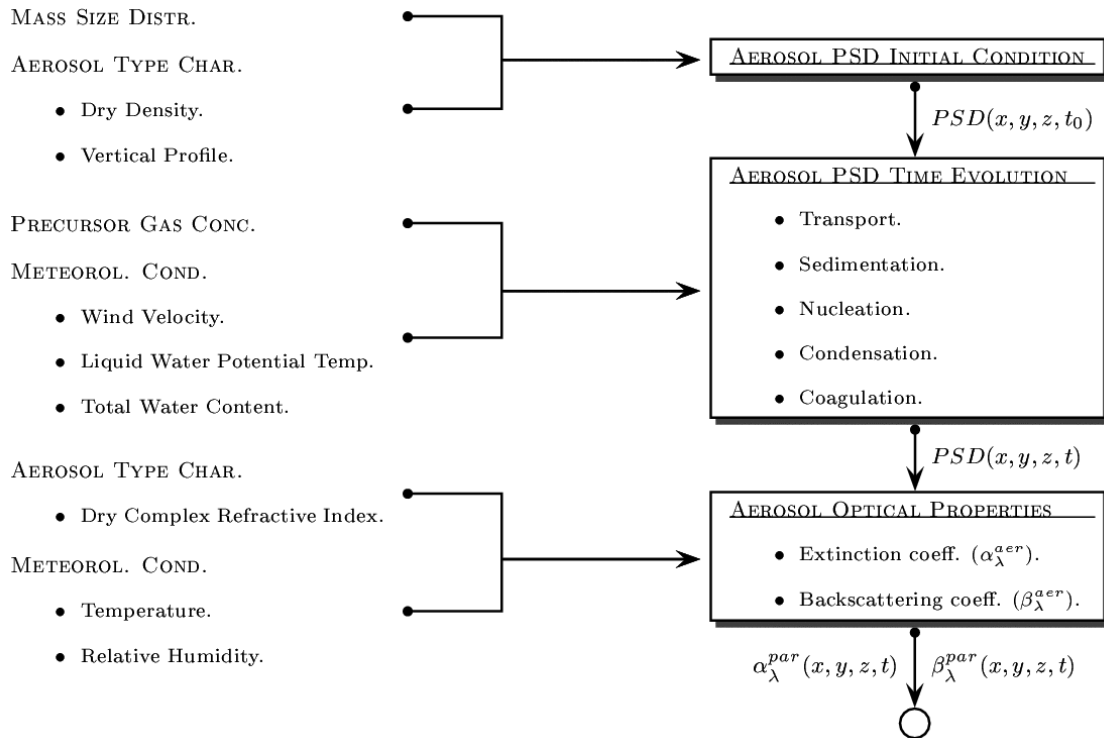 MASS SIZE DISTR.
AEROSOL TYPE CHAR.
• Dry Density.
• Vertical Profile.
AEROSOL PSD INITIAL CONDITION
PSD(x, y, z, t₀)
PRECURSOR GAS CONC.
METEOROL. COND.
• Wind Velocity.
• Liquid Water Potential Temp.
• Total Water Content.
AEROSOL PSD TIME EVOLUTION
• Transport.
• Sedimentation.
• Nucleation.
• Condensation.
• Coagulation.
PSD(x, y, z, t)
AEROSOL TYPE CHAR.
• Dry Complex Refractive Index.
METEOROL. COND.
• Temperature.
• Relative Humidity.
AEROSOL OPTICAL PROPERTIES
• Extinction coeff. (α_λ^{aer}).
• Backscattering coeff. (β_λ^{aer}).
α_λ^{par}(x, y, z, t) β_λ^{par}(x, y, z, t)